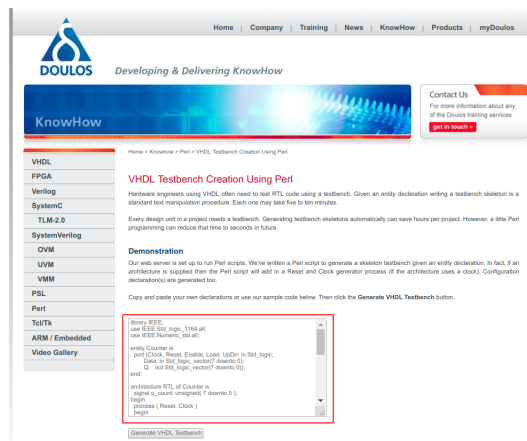 Home | Company | Training | News | KnowHow | Products | myDoulos
DOULOS
Developing & Delivering KnowHow
KnowHow
Contact Us
For more information about any
of the Doulos training services
get in touch »
Home > Knowhow > Perl > VHDL Testbench Creation Using Perl
VHDL
FPGA
Verilog
SystemC
TLM-2.0
SystemVerilog
OVM
UVM
VMM
PSL
Perl
Tcl/Tk
ARM / Embedded
Video Gallery
VHDL Testbench Creation Using Perl
Hardware engineers using VHDL often need to test RTL code using a testbench. Given an entity declaration writing a testbench skeleton is a
standard text manipulation procedure. Each one may take five to ten minutes.
Every design unit in a project needs a testbench. Generating testbench skeletons automatically can save hours per project. However, a little Perl
programming can reduce that time to seconds in future.
Demonstration
Our web server is set up to run Perl scripts. We've written a Perl script to generate a skeleton testbench given an entity declaration. In fact, if an
architecture is supplied then the Perl script will add in a Reset and Clock generator process (if the architecture uses a clock). Configuration
declaration(s) are generated too.
Copy and paste your own declarations or use our sample code below. Then click the Generate VHDL Testbench button.
library IEEE;
use IEEE.Std_logic_1164.all;
use IEEE.Numeric_std.all;
entity Counter is
port (Clock, Reset, Enable, Load, UpDn: in Std_logic;
Data: in Std_logic_vector(7 downto 0);
Q: out Std_logic_vector(7 downto 0));
end;
architecture RTL of Counter is
signal q_count: unsigned( 7 downto 0 );
begin
process ( Reset, Clock )
begin
Generate VHDL Testbench